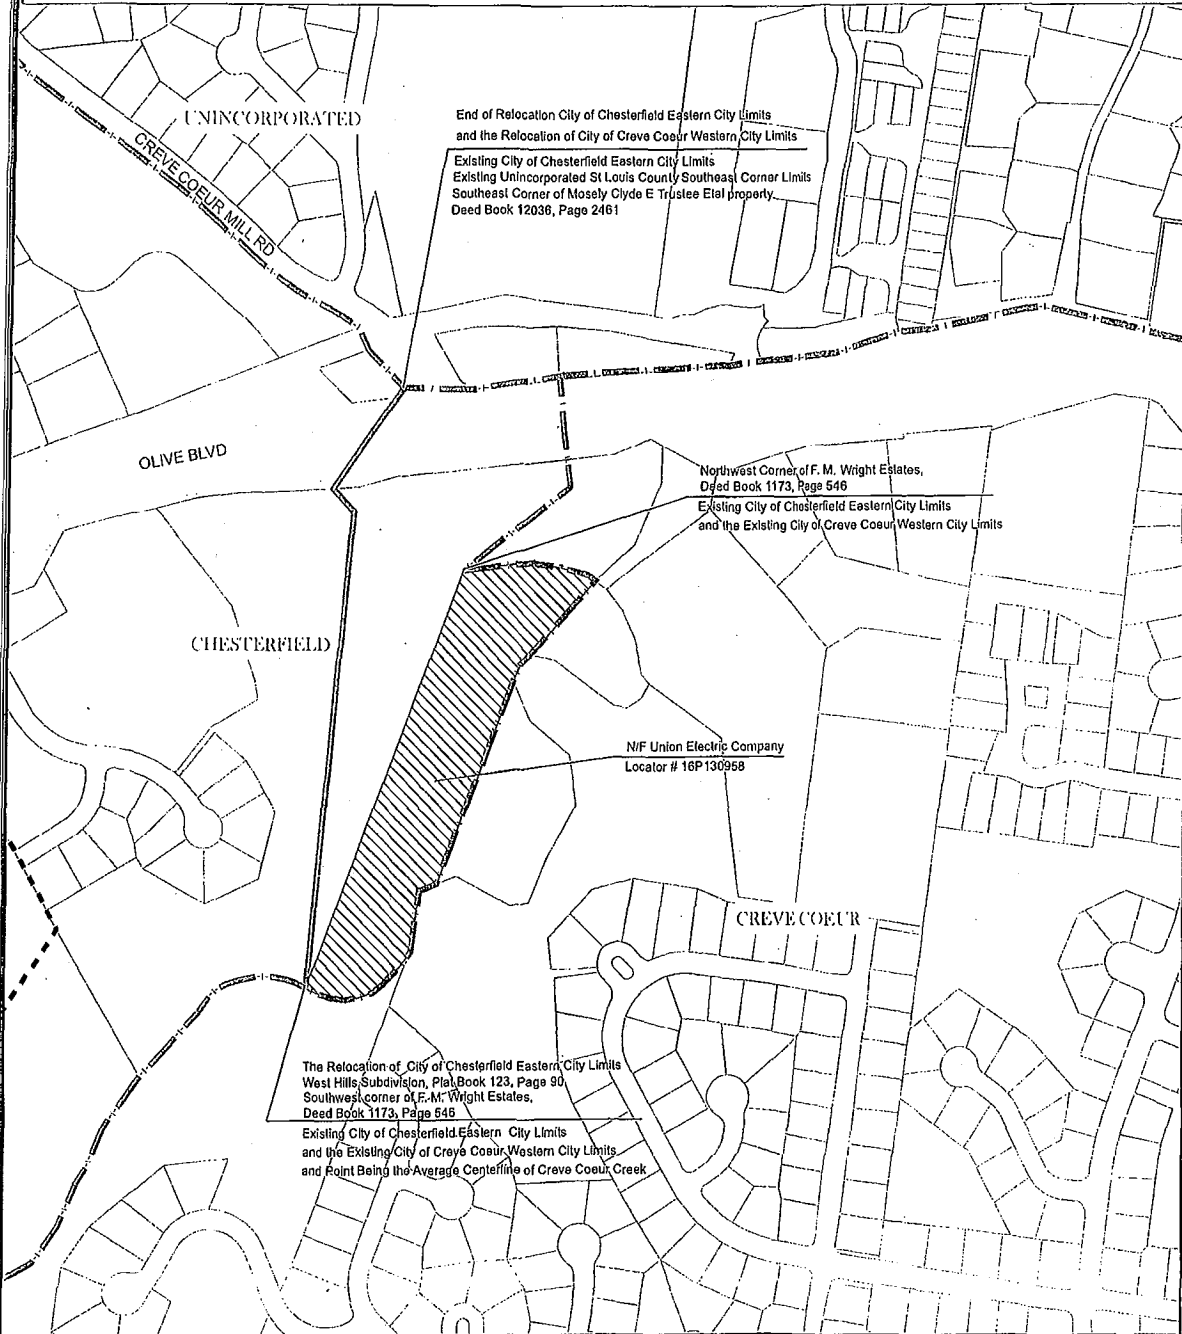 UNINCORPORATED
CREVE COEUR MILL RD
End of Relocation City of Chesterfield Eastern City Limits
and the Relocation of City of Creve Coeur Western City Limits
Existing City of Chesterfield Eastern City Limits
Existing Unincorporated St Louis County Southeast Corner Limits
Southeast Corner of Mosely Clyde E Trustee Etal property
Deed Book 12036, Page 2461
OLIVE BLVD
Northwest Corner of F. M. Wright Estates,
Deed Book 1173, Page 546
Existing City of Chesterfield Eastern City Limits
and the Existing City of Creve Coeur Western City Limits
CHESTERFIELD
N/F Union Electric Company
Locator # 16P130958
CREVE COEUR
The Relocation of City of Chesterfield Eastern City Limits
West Hills Subdivision, Plat Book 123, Page 90
Southwest corner of F. M. Wright Estates,
Deed Book 1173, Page 546
Existing City of Chesterfield Eastern City Limits
and the Existing City of Creve Coeur Western City Limits
and Point Being the Average Centerline of Creve Coeur Creek